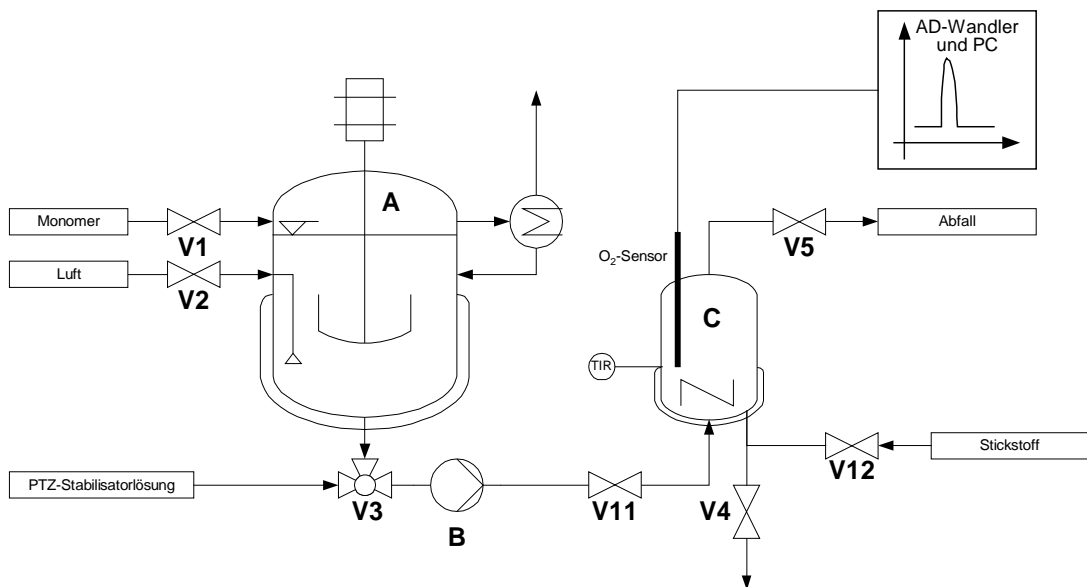 AD-Wandler
und PC
A
Monomer
V1
Abfall
V5
O₂-Sensor
Luft
V2
C
TIR
Stickstoff
V12
PTZ-Stabilisatorlösung
V3
V11
V4
B